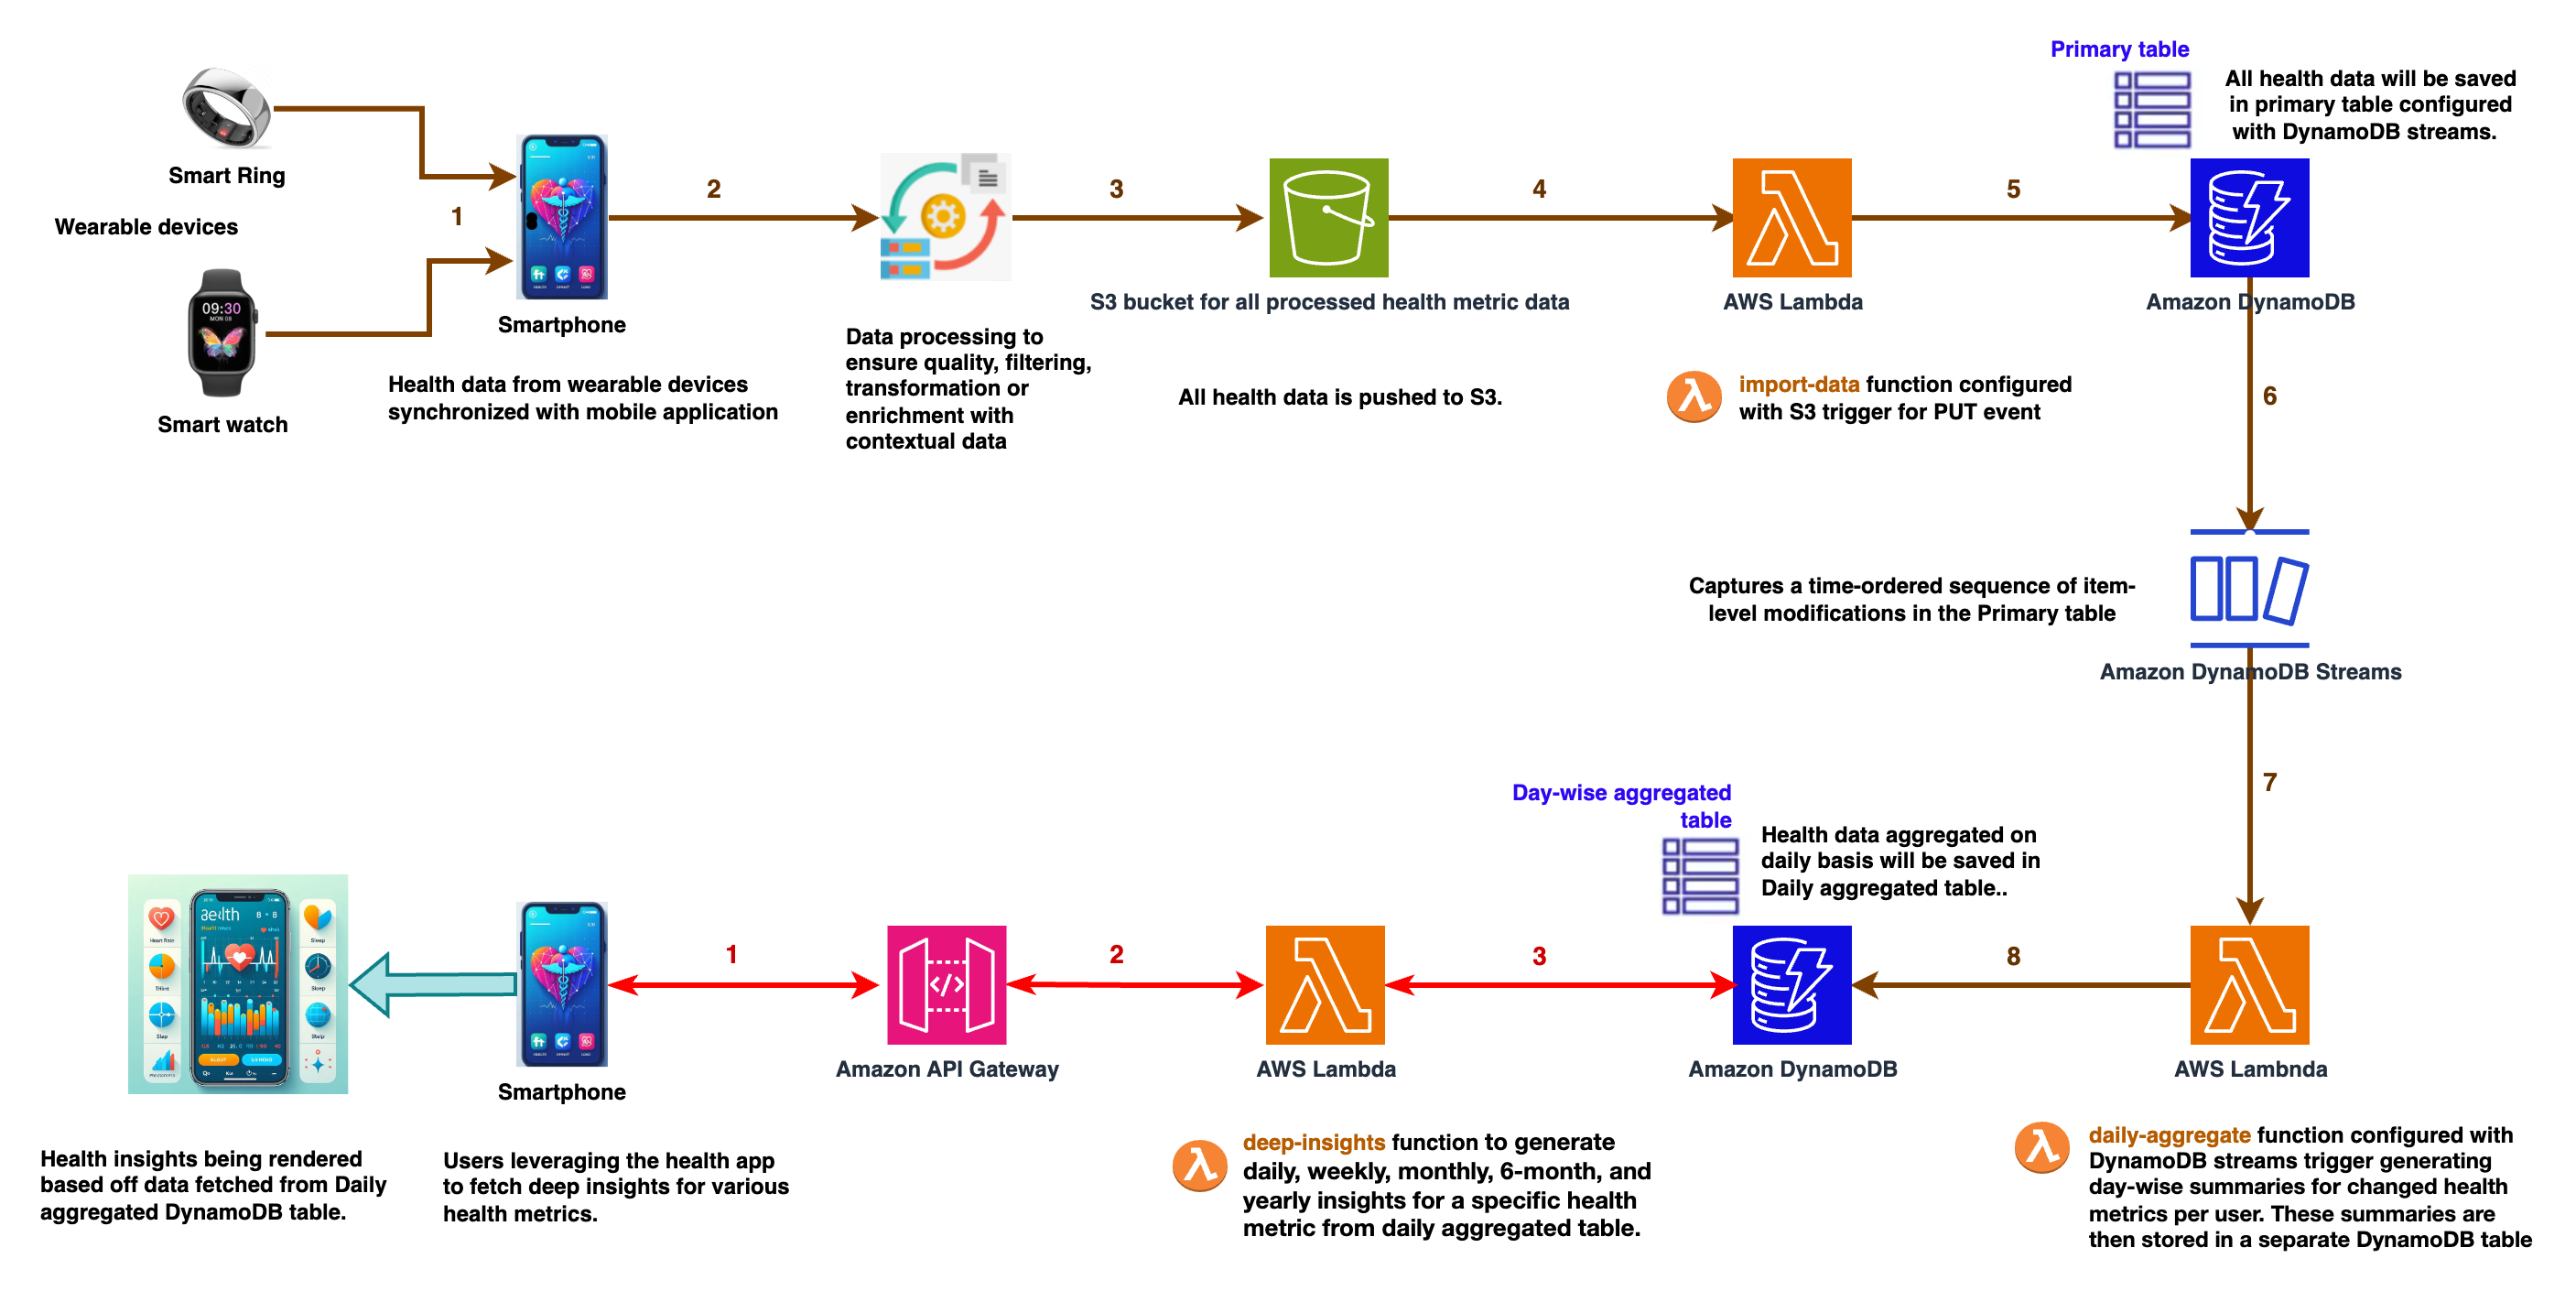 Primary table
All health data will be saved
in primary table configured
with DynamoDB streams.
Smart Ring
Wearable devices
09:30
MON 08
Smart watch
1
Smartphone
Health data from wearable devices
synchronized with mobile application
2
Data processing to
ensure quality, filtering,
transformation or
enrichment with
contextual data
3
S3 bucket for all processed health metric data
All health data is pushed to S3.
4
AWS Lambda
import-data function configured
with S3 trigger for PUT event
5
Amazon DynamoDB
6
Captures a time-ordered sequence of item-
level modifications in the Primary table
Amazon DynamoDB Streams
7
Day-wise aggregated
table
Health data aggregated on
daily basis will be saved in
Daily aggregated table..
Health insights being rendered
based off data fetched from Daily
aggregated DynamoDB table.
Smartphone
Users leveraging the health app
to fetch deep insights for various
health metrics.
1
Amazon API Gateway
2
AWS Lambda
deep-insights function to generate
daily, weekly, monthly, 6-month, and
yearly insights for a specific health
metric from daily aggregated table.
3
Amazon DynamoDB
8
AWS Lambnda
daily-aggregate function configured with
DynamoDB streams trigger generating
day-wise summaries for changed health
metrics per user. These summaries are
then stored in a separate DynamoDB table